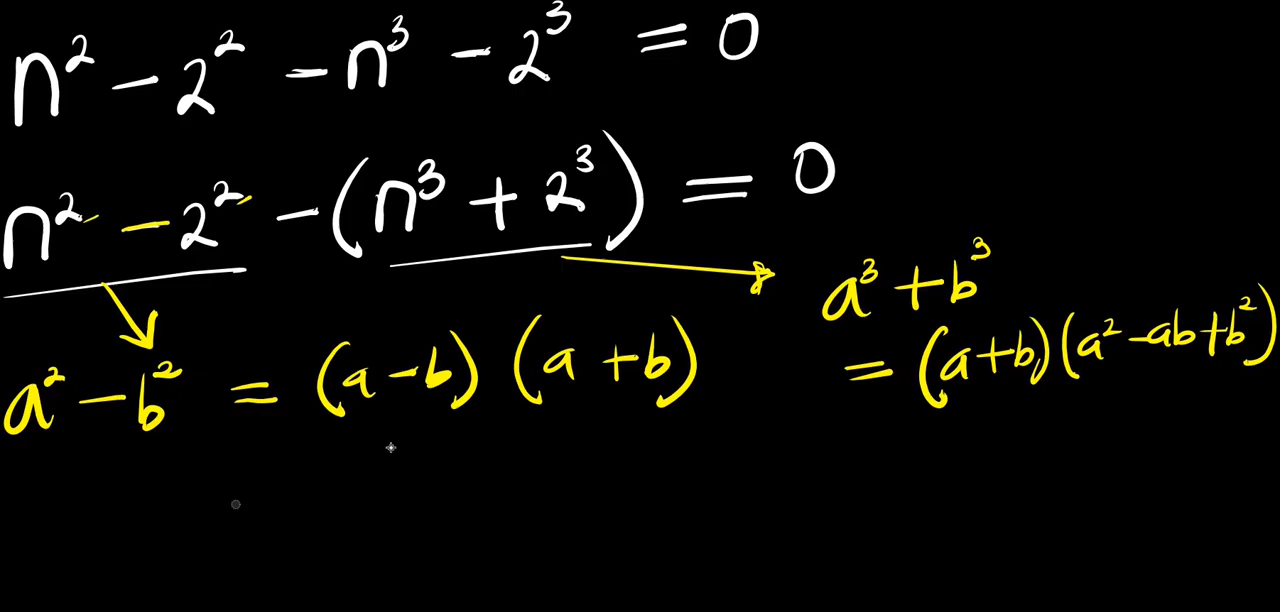 n² - 2² - n³ - 2³ = 0
n² - 2² - (n³ + 2³) = 0
a³ + b³
= (a+b)(a² - ab + b²)
a² - b² = (a - b) (a + b)